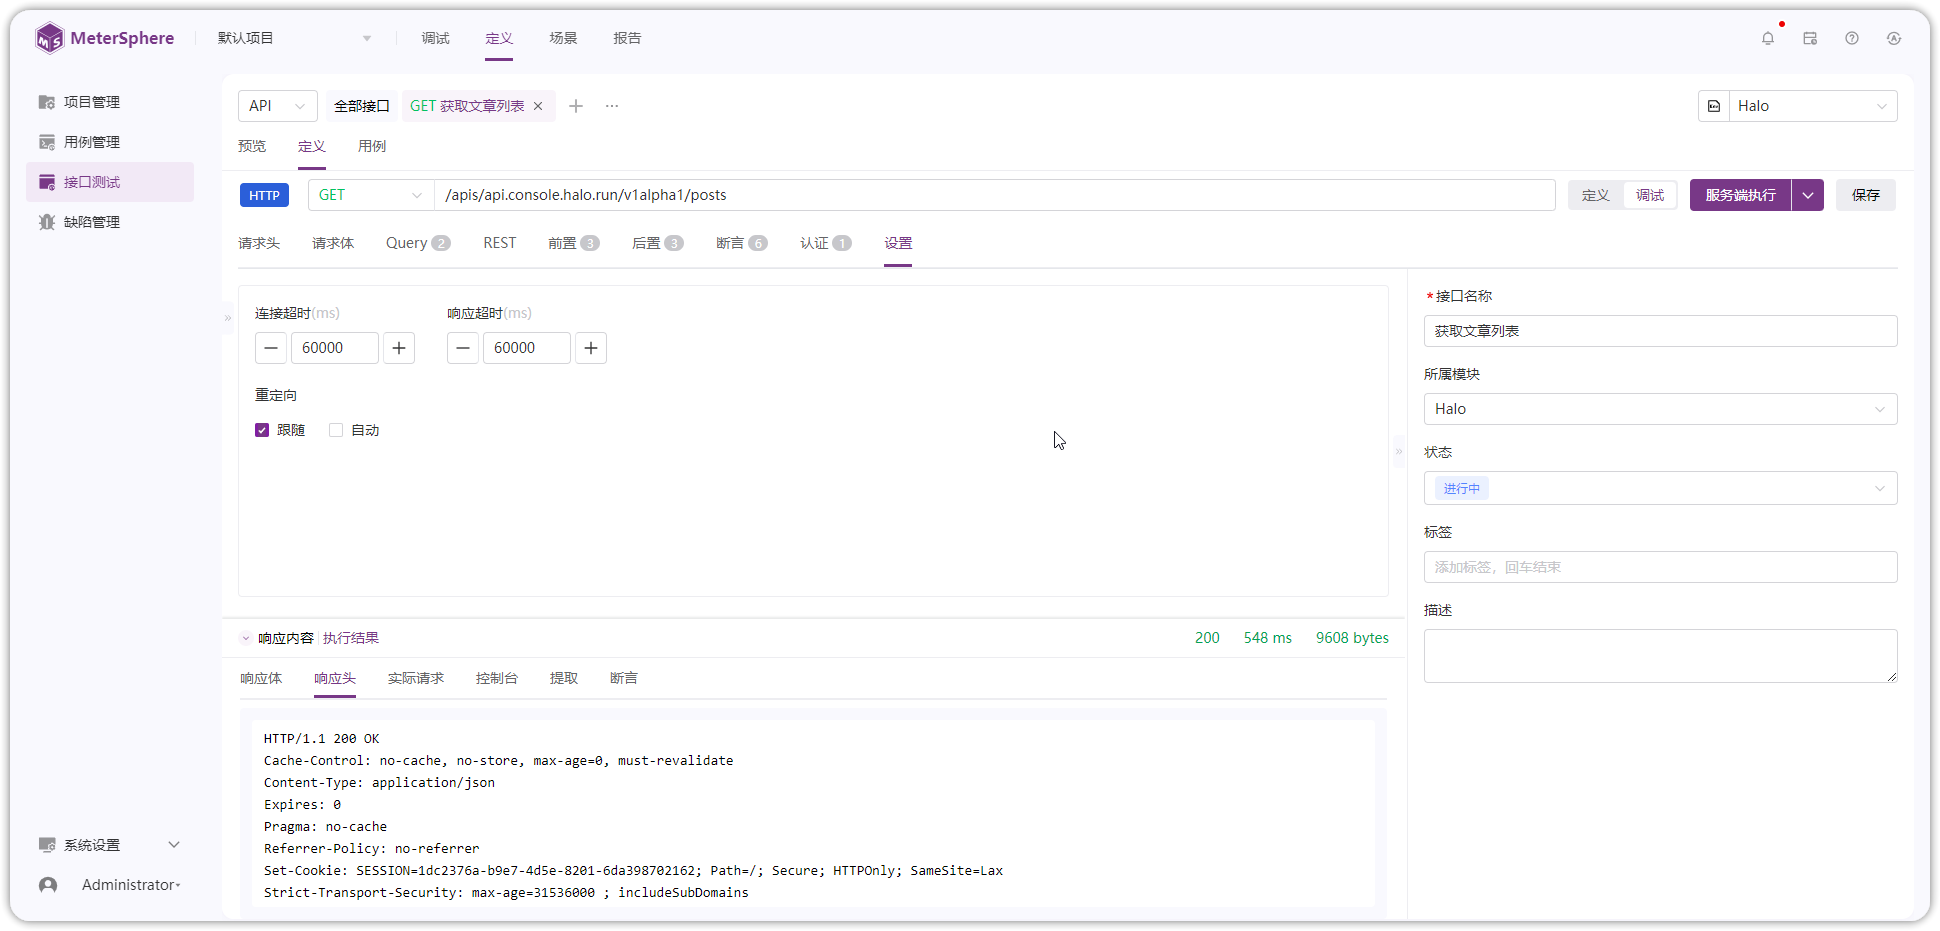 MeterSphere
默认项目
调试
定义
场景
报告
项目管理
用例管理
接口测试
缺陷管理
API
全部接口
GET 获取文章列表
Halo
预览
定义
用例
HTTP
GET
/apis/api.console.halo.run/v1alpha1/posts
定义
调试
服务端执行
保存
请求头
请求体
Query 2
REST
前置 3
后置 3
断言 6
认证 1
设置
连接超时(ms)
响应超时(ms)
60000
60000
重定向
跟随
自动
*接口名称
获取文章列表
所属模块
Halo
状态
进行中
标签
添加标签，回车结束
描述
响应内容
执行结果
200
548 ms
9608 bytes
响应体
响应头
实际请求
控制台
提取
断言
HTTP/1.1 200 OK
Cache-Control: no-cache, no-store, max-age=0, must-revalidate
Content-Type: application/json
Expires: 0
Pragma: no-cache
Referrer-Policy: no-referrer
Set-Cookie: SESSION=1dc2376a-b9e7-4d5e-8201-6da398702162; Path=/; Secure; HTTPOnly; SameSite=Lax
Strict-Transport-Security: max-age=31536000 ; includeSubDomains
系统设置
Administrator